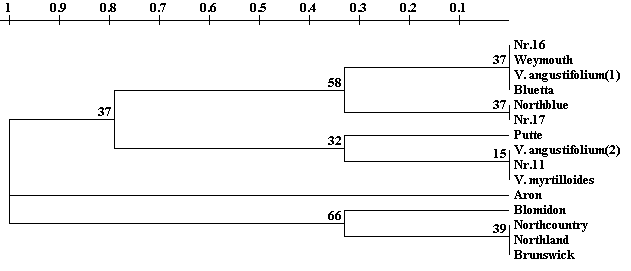 1 0.9 0.8 0.7 0.6 0.5 0.4 0.3 0.2 0.1
Nr.16
37 Weymouth
V. angustifolium(1)
58 Bluetta
37 Northblue
37 Nr.17
32 Putte
V. angustifolium(2)
15 Nr.11
V. myrtilloides
Aron
66 Blomidon
Northcountry
39 Northland
Brunswick